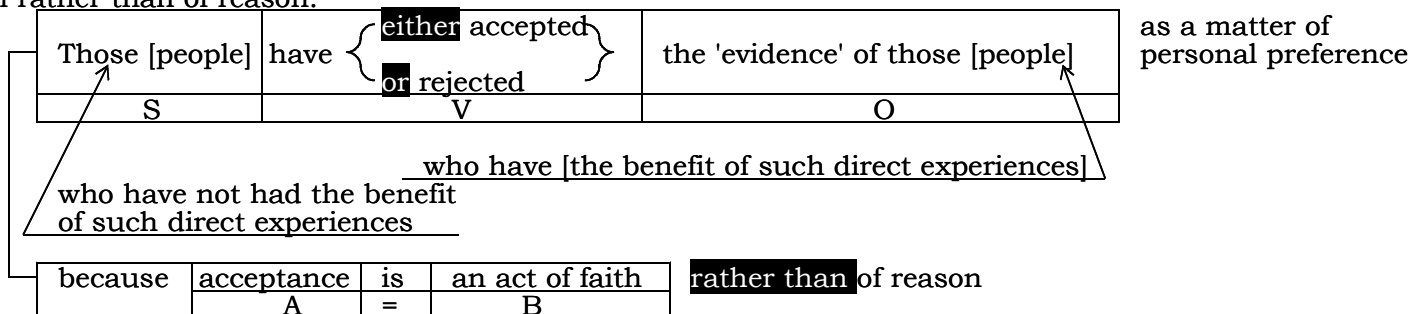 rather than of reason.
Those [people] have either accepted the 'evidence' of those [people] as a matter of
or rejected personal preference
S V O
who have [the benefit of such direct experiences]
who have not had the benefit
of such direct experiences
because acceptance is an act of faith rather than of reason
A = B